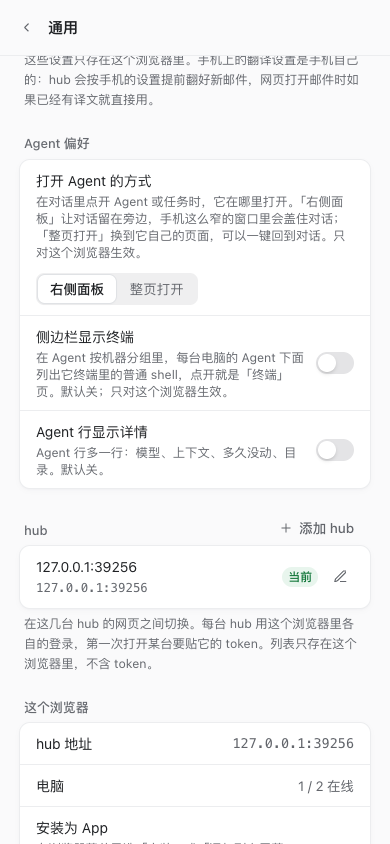 通用
这些设置只存在这个浏览器里。手机上的翻译设置是手机自己
的：hub 会按手机的设置提前翻好新邮件，网页打开邮件时如
果已经有译文就直接用。
Agent 偏好
打开 Agent 的方式
在对话里点开 Agent 或任务时，它在哪里打开。「右侧面
板」让对话留在旁边，手机这么窄的窗口里会盖住对话；
「整页打开」换到它自己的页面，可以一键回到对话。只
对这个浏览器生效。
右侧面板 整页打开
侧边栏显示终端
在 Agent 按机器分组里，每台电脑的 Agent 下面
列出它终端里的普通 shell，点开就是「终端」
页。默认关；只对这个浏览器生效。
Agent 行显示详情
Agent 行多一行：模型、上下文、多久没动、目
录。默认关。
hub
+ 添加 hub
127.0.0.1:39256
127.0.0.1:39256
当前
在这几台 hub 的网页之间切换。每台 hub 用这个浏览器里各
自的登录，第一次打开某台要贴它的 token。列表只存在这个
浏览器里，不含 token。
这个浏览器
hub 地址 127.0.0.1:39256
电脑 1 / 2 在线
安装为 App